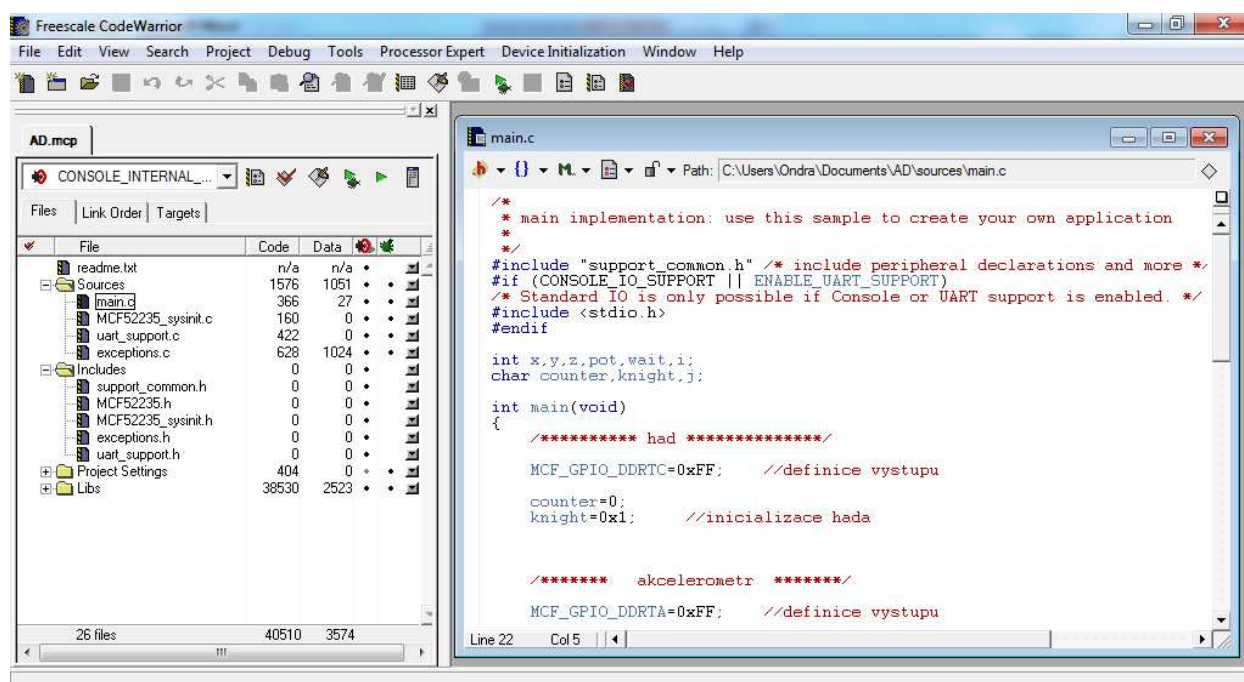 Freescale CodeWarrior
File Edit View Search Project Debug Tools Processor Expert Device Initialization Window Help
AD.mcp
CONSOLE_INTERNAL_...
Files Link Order Targets
File Code Data
readme.txt n/a n/a
Sources 1576 1051
main.c 366 27
MCF52235_sysinit.c 160 0
uart_support.c 422 0
exceptions.c 628 1024
Includes 0 0
support_common.h 0 0
MCF52235.h 0 0
MCF52235_sysinit.h 0 0
exceptions.h 0 0
uart_support.h 0 0
Project Settings 404 0
Libs 38530 2523
26 files 40510 3574
main.c
h {} M. Path: C:\Users\Ondra\Documents\AD\sources\main.c
/*
* main implementation: use this sample to create your own application
*
*/
#include "support_common.h" /* include peripheral declarations and more */
#if (CONSOLE_IO_SUPPORT || ENABLE_UART_SUPPORT)
/* Standard IO is only possible if Console or UART support is enabled. */
#include <stdio.h>
#endif
int x,y,z,pot,wait,i;
char counter,knight,j;
int main(void)
{
/********** had **************/
MCF_GPIO_DDRTC=0xFF; //definice vystupu
counter=0;
knight=0x1; //inicializace hada
/******* akcelerometr *******/
MCF_GPIO_DDRTA=0xFF; //definice vystupu
Line 22 Col 5